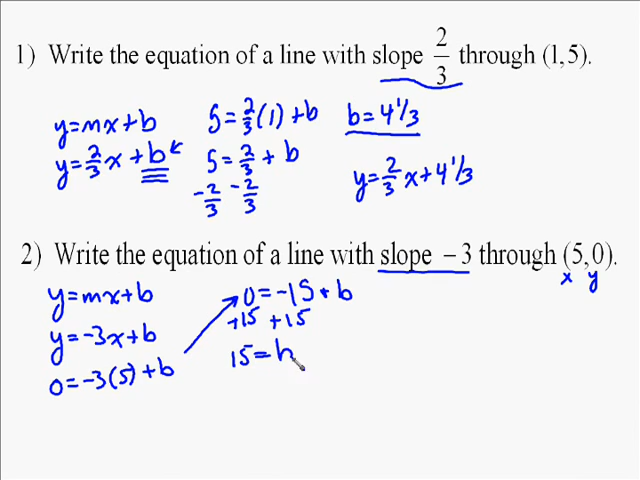 1) Write the equation of a line with slope 2/3 through (1,5).
y=mx+b
y=2/3x+b
5=2/3(1)+b
5=2/3+b
-2/3 -2/3
b=4 1/3
y=2/3x+4 1/3
2) Write the equation of a line with slope −3 through (5,0).
x y
y=mx+b
y=-3x+b
0=-3(5)+b
0=-15+b
+15 +15
15=b